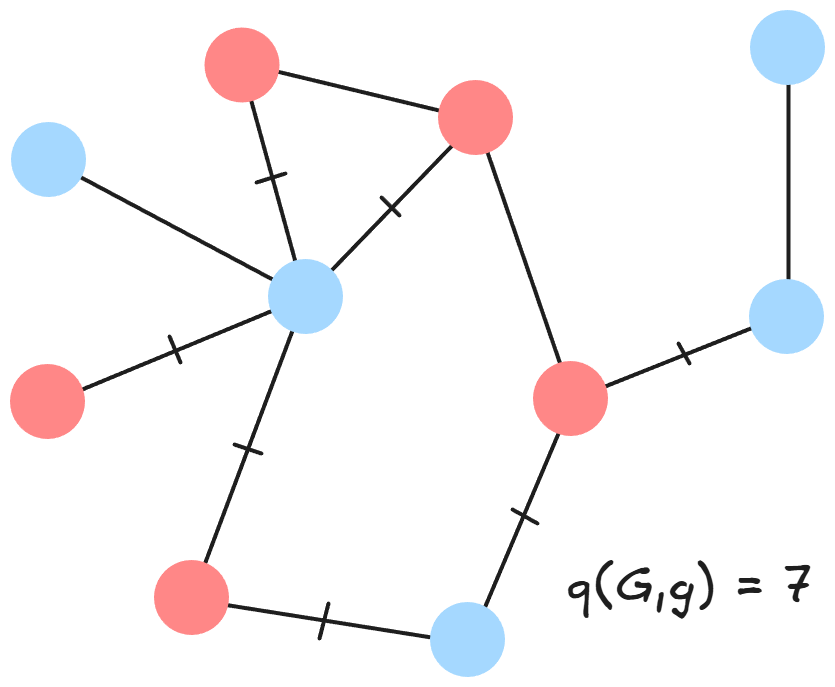 q(G,g) = 7